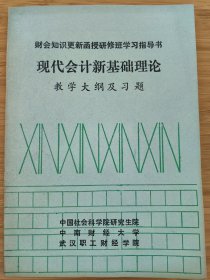 财会知识更新函授研修班学习指导书
现代会计新基础理论
教学大纲及习题
XINXINXINXIN
中国社会科学院研究生院
中南财经大学
武汉职工财经学院